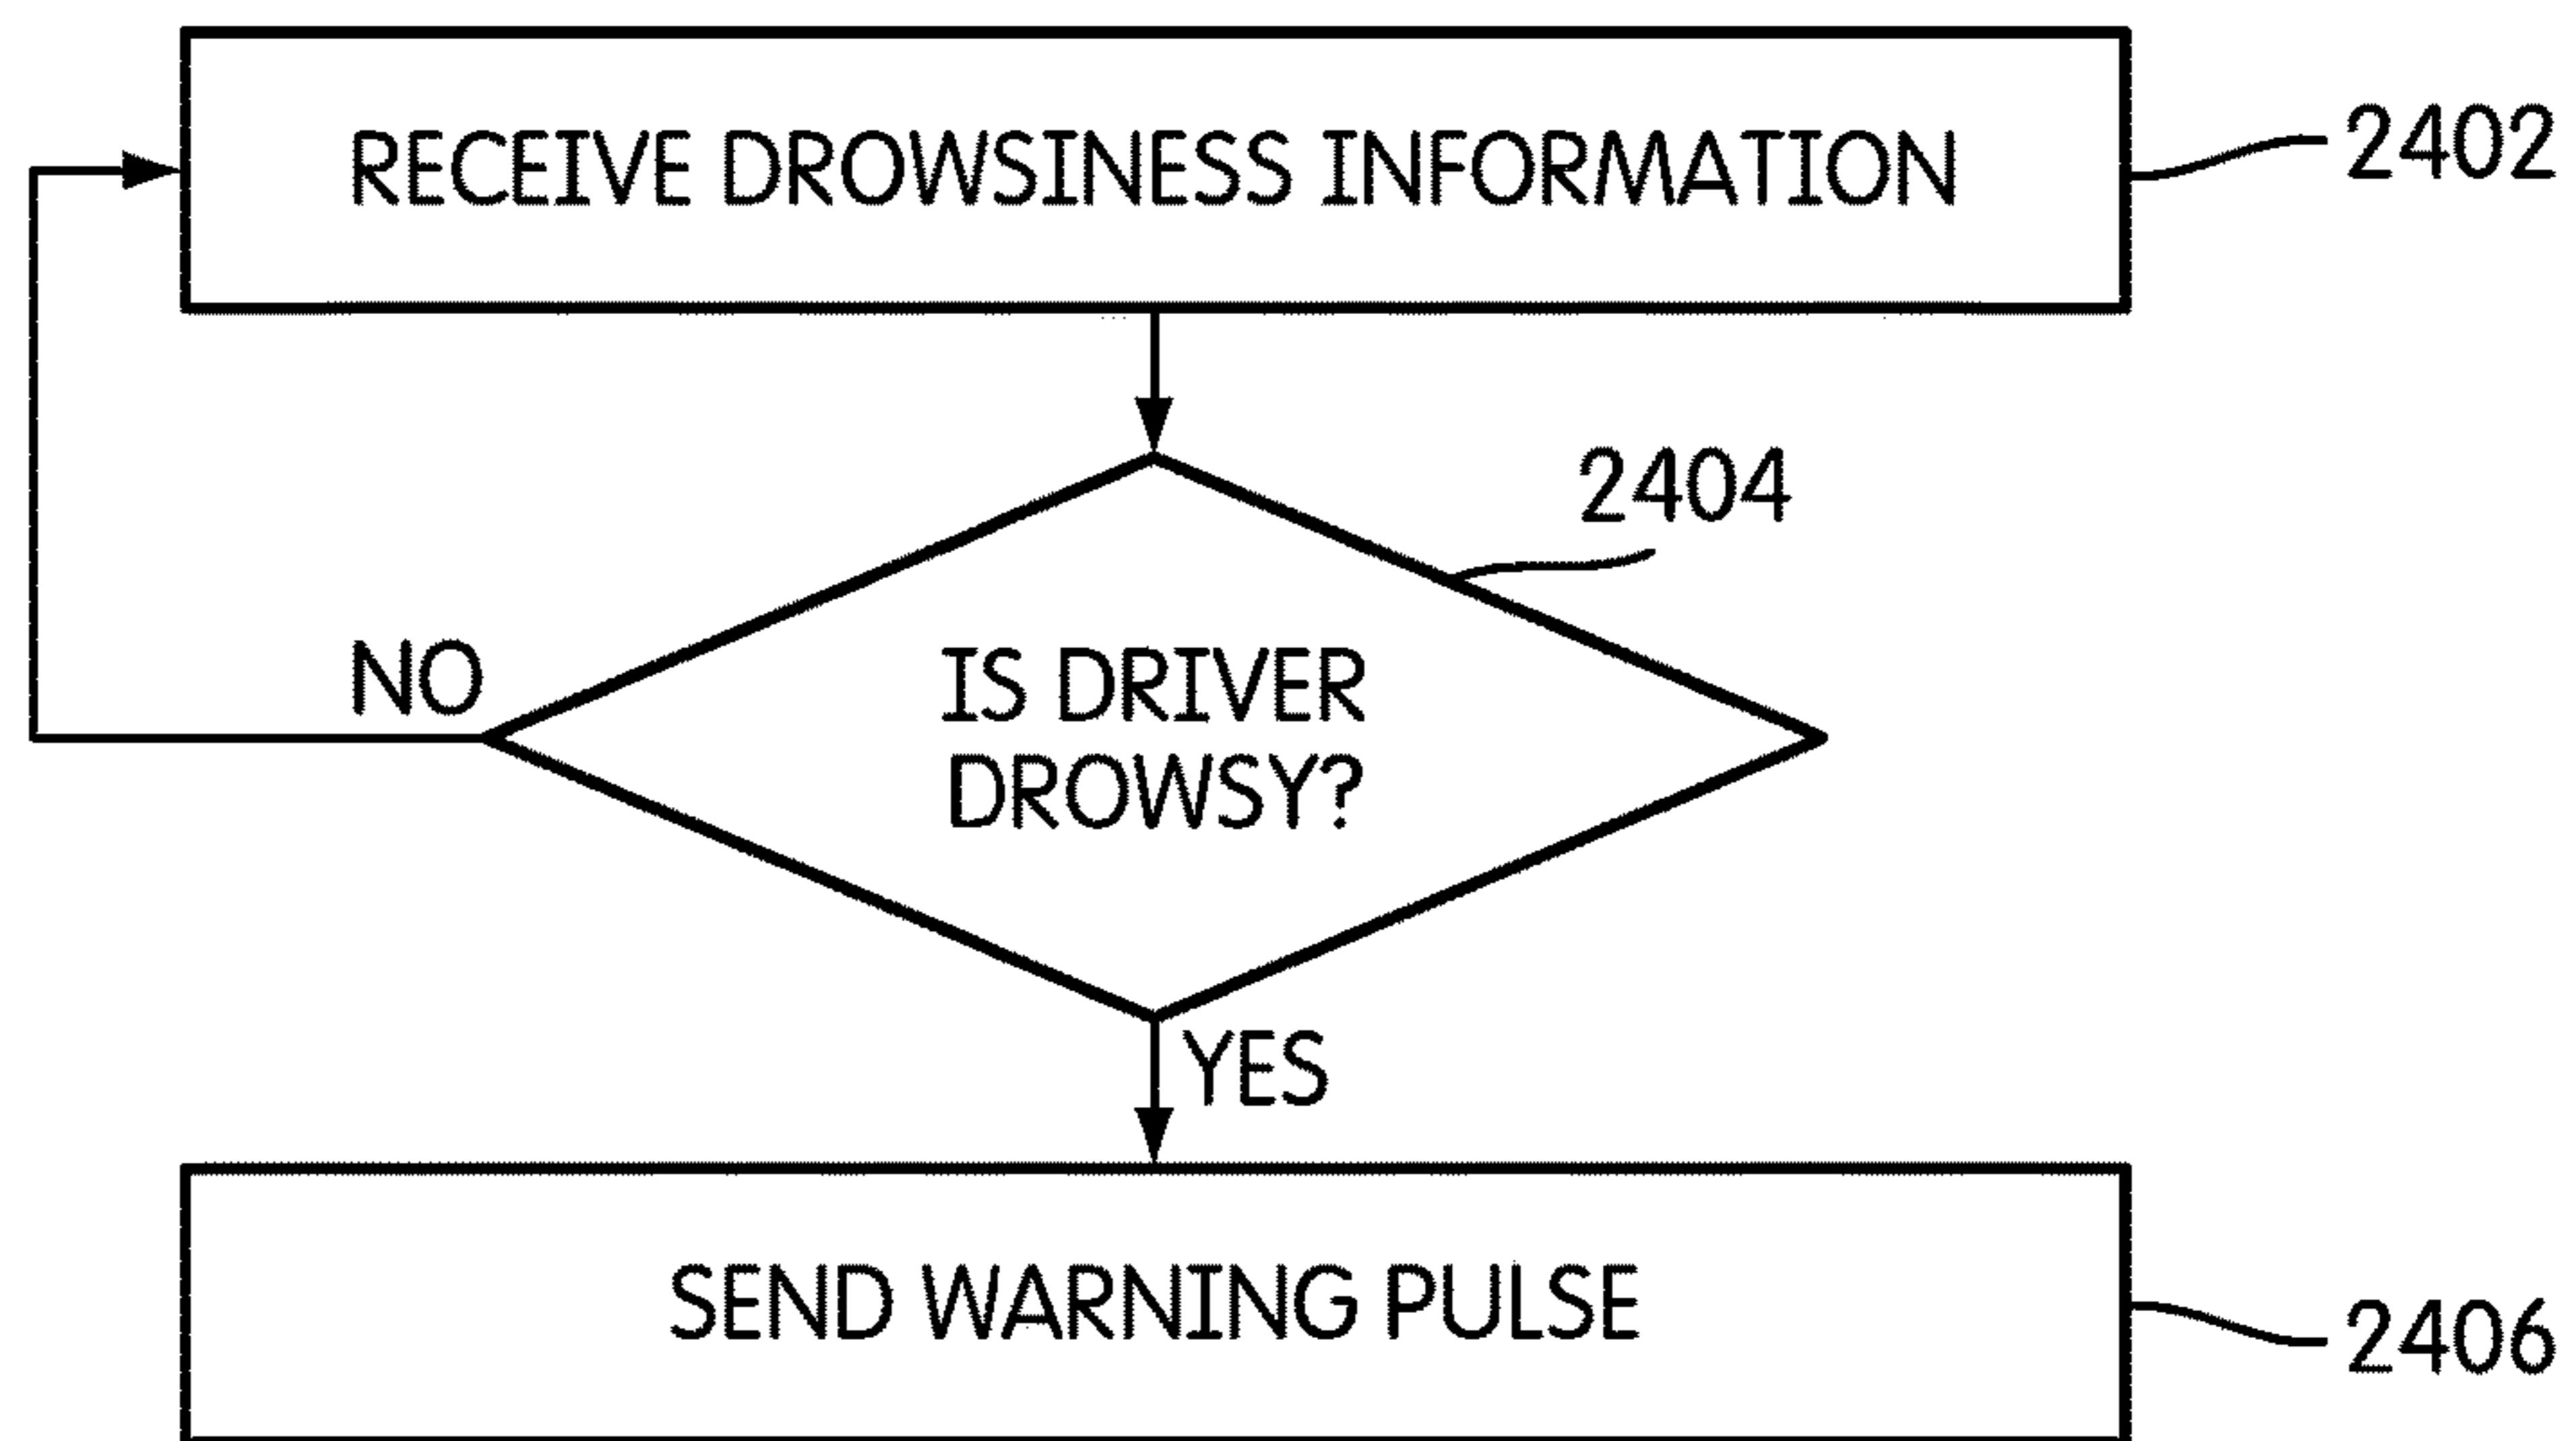 RECEIVE DROWSINESS INFORMATION
2402
2404
NO
IS DRIVER
DROWSY?
YES
SEND WARNING PULSE
2406